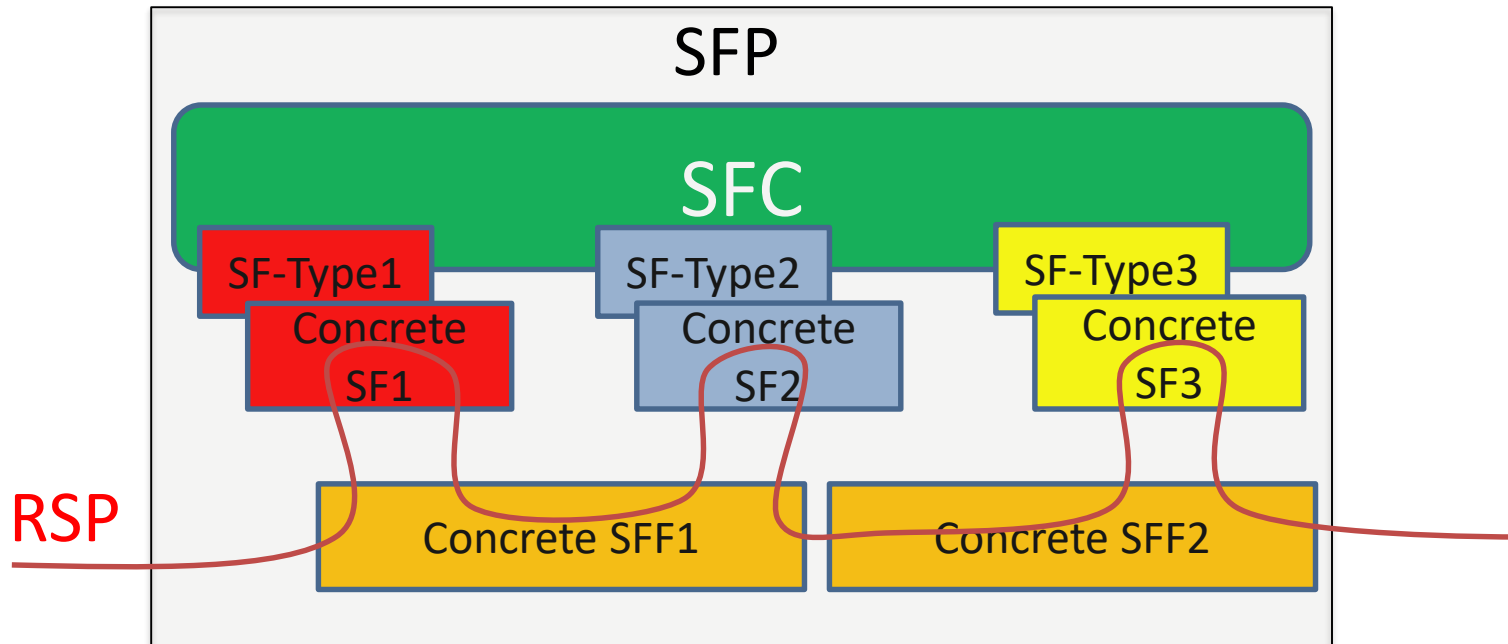 SFP
SFC
SF-Type1
SF-Type2
SF-Type3
Concrete
SF1
Concrete
SF2
Concrete
SF3
RSP
Concrete SFF1
Concrete SFF2